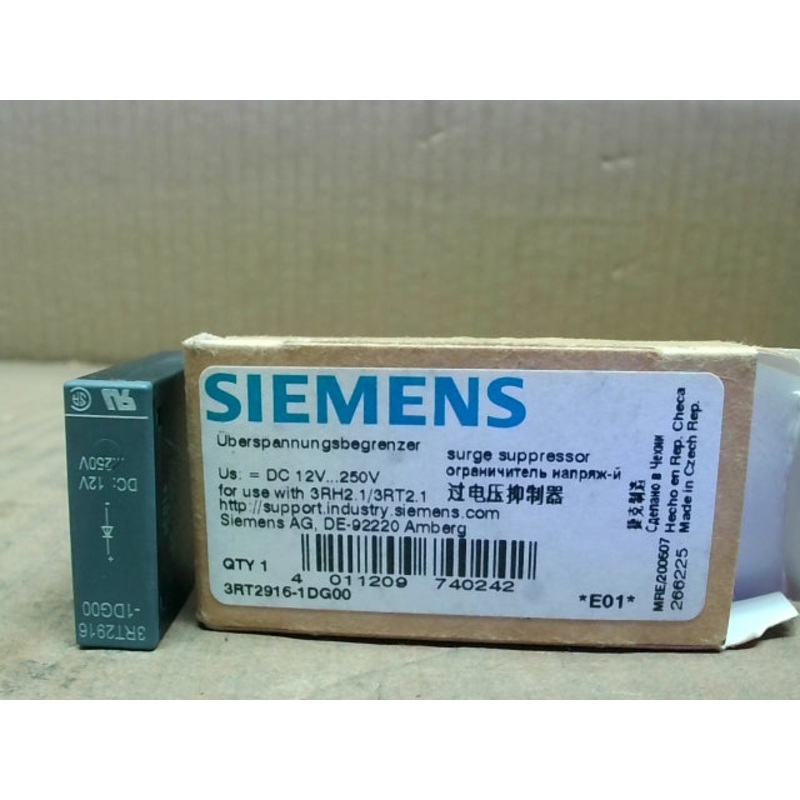 SIEMENS
Überspannungsbegrenzer
surge suppressor
ограничитель напряж-й
过电压抑制器
Us: = DC 12V...250V
for use with 3RH2.1/3RT2.1
http://support.industry.siemens.com
Siemens AG, DE-92220 Amberg
QTY 1
4 011209 740242
3RT2916-1DG00
*E01*
捷克制造
Сделано в Чехии
Hecho en Rep. Checa
Made in Czech Rep.
MRE/200607
266225
3RT2916
-1DG00
+
-
DC: 12V
...250V